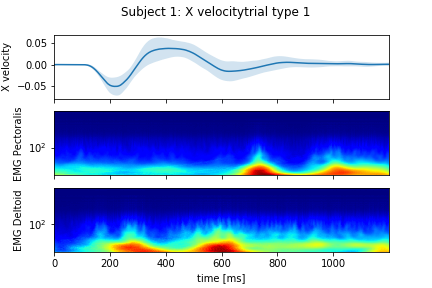 Subject 1: X velocitytrial type 1
X velocity
0.05
0.00
−0.05
EMG Pectoralis
10²
EMG Deltoid
10²
0 200 400 600 800 1000
time [ms]